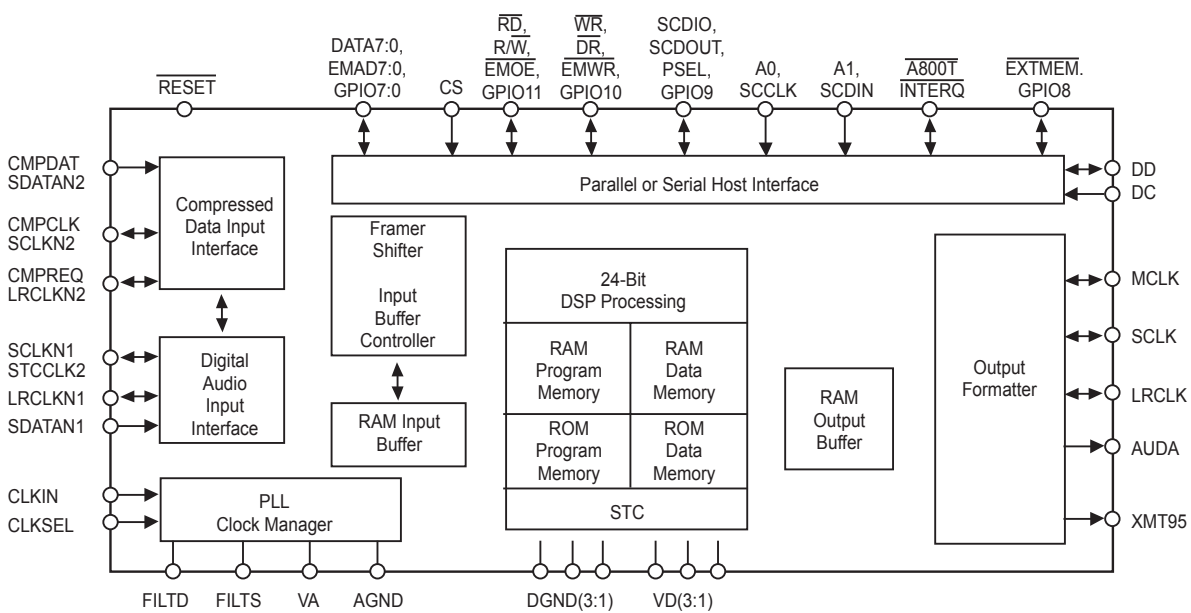 RESET
DATA7:0,
EMAD7:0,
GPIO7:0
CS
RD,
R/W,
EMOE,
GPIO11
WR,
DR,
EMWR,
GPIO10
SCDIO,
SCDOUT,
PSEL,
GPIO9
A0,
SCCLK
A1,
SCDIN
A800T
INTERQ
EXTMEM.
GPIO8
CMPDAT
SDATAN2
CMPCLK
SCLKN2
CMPREQ
LRCLKN2
SCLKN1
STCCLK2
LRCLKN1
SDATAN1
CLKIN
CLKSEL
Compressed
Data Input
Interface
Digital
Audio
Input
Interface
PLL
Clock Manager
Parallel or Serial Host Interface
Framer
Shifter
Input
Buffer
Controller
RAM Input
Buffer
24-Bit
DSP Processing
RAM
Program
Memory
RAM
Data
Memory
ROM
Program
Memory
ROM
Data
Memory
STC
RAM
Output
Buffer
Output
Formatter
DD
DC
MCLK
SCLK
LRCLK
AUDA
XMT95
FILTD
FILTS
VA
AGND
DGND(3:1)
VD(3:1)